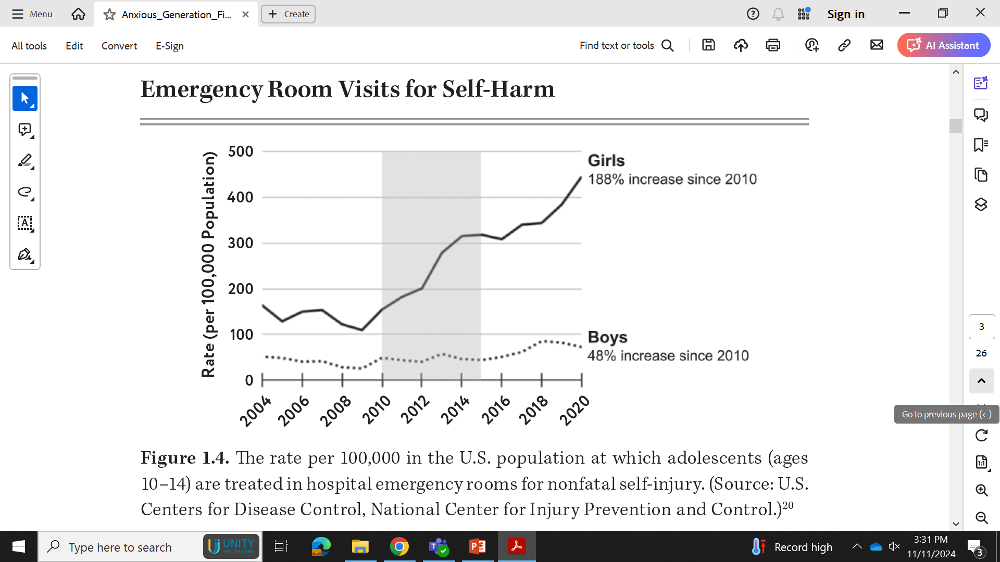 Menu
Anxious_Generation_Fi...
Create
Sign in
All tools
Edit
Convert
E-Sign
Find text or tools
AI Assistant
Emergency Room Visits for Self-Harm
Rate (per 100,000 Population)
500
400
300
200
100
0
Girls
188% increase since 2010
Boys
48% increase since 2010
2004
2006
2008
2010
2012
2014
2016
2018
2020
Figure 1.4. The rate per 100,000 in the U.S. population at which adolescents (ages
10–14) are treated in hospital emergency rooms for nonfatal self-injury. (Source: U.S.
Centers for Disease Control, National Center for Injury Prevention and Control.)20
3
26
Go to previous page (←)
1:1
Type here to search
UNITY
HEALTH CARE
Record high
3:31 PM
11/11/2024
3